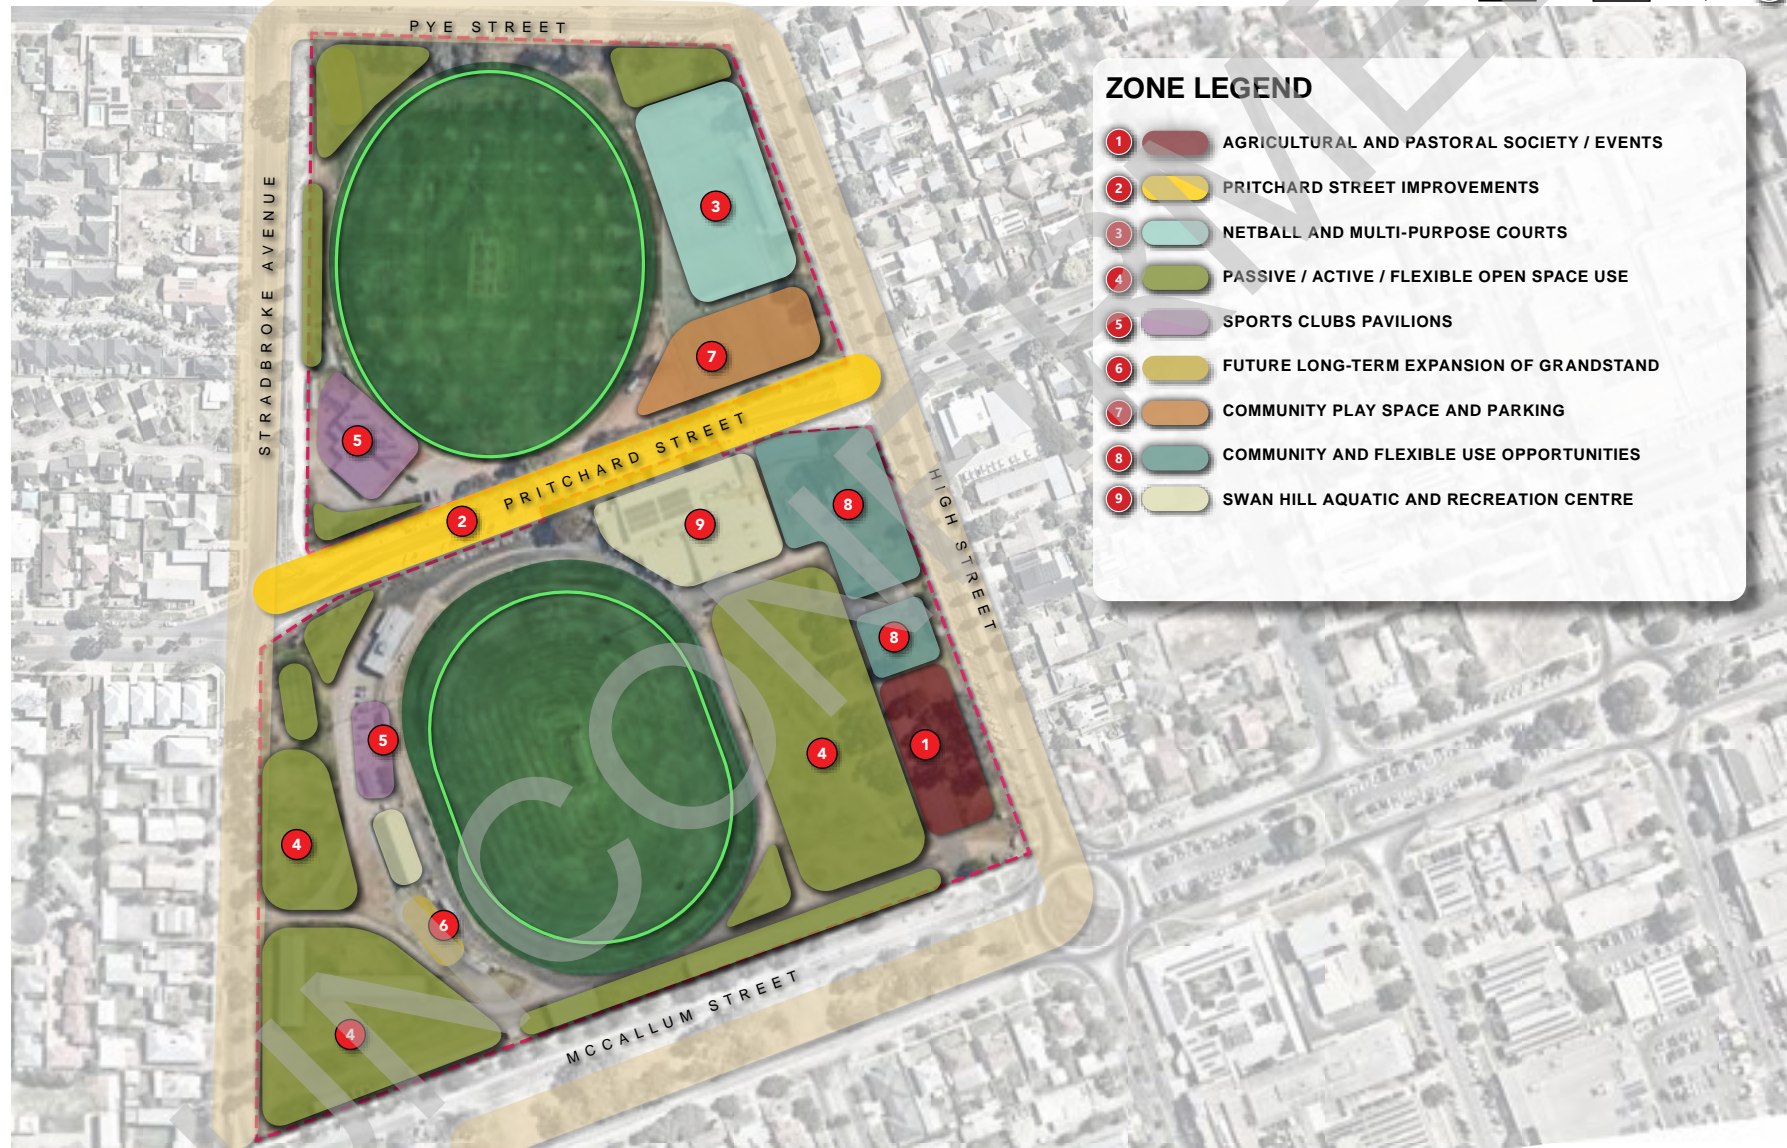 PYE STREET
STRADBROKE AVENUE
PRITCHARD STREET
HIGH STREET
MCCALLUM STREET
3
7
5
2
9
8
8
5
4
1
4
6
4
ZONE LEGEND
1 AGRICULTURAL AND PASTORAL SOCIETY / EVENTS
2 PRITCHARD STREET IMPROVEMENTS
3 NETBALL AND MULTI-PURPOSE COURTS
4 PASSIVE / ACTIVE / FLEXIBLE OPEN SPACE USE
5 SPORTS CLUBS PAVILIONS
6 FUTURE LONG-TERM EXPANSION OF GRANDSTAND
7 COMMUNITY PLAY SPACE AND PARKING
8 COMMUNITY AND FLEXIBLE USE OPPORTUNITIES
9 SWAN HILL AQUATIC AND RECREATION CENTRE